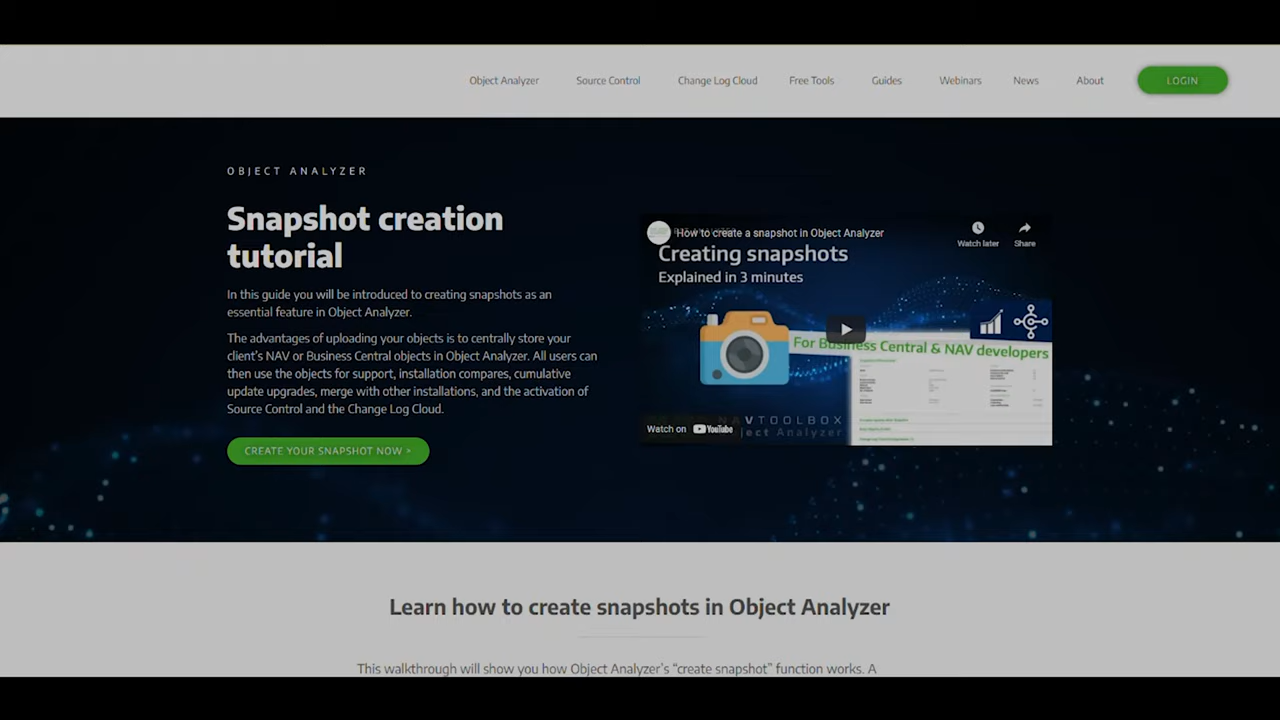 Object Analyzer Source Control Change Log Cloud Free Tools Guides Webinars News About LOGIN
OBJECT ANALYZER
Snapshot creation
tutorial
In this guide you will be introduced to creating snapshots as an
essential feature in Object Analyzer.
The advantages of uploading your objects is to centrally store your
client's NAV or Business Central objects in Object Analyzer. All users can
then use the objects for support, installation compares, cumulative
update upgrades, merge with other installations, and the activation of
Source Control and the Change Log Cloud.
CREATE YOUR SNAPSHOT NOW >
How to create a snapshot in Object Analyzer
Watch later
Share
Creating snapshots
Explained in 3 minutes
For Business Central & NAV developers
Watch on YouTube
NAVTOOLBOX
Object Analyzer
Learn how to create snapshots in Object Analyzer
This walkthrough will show you how Object Analyzer's “create snapshot” function works. A